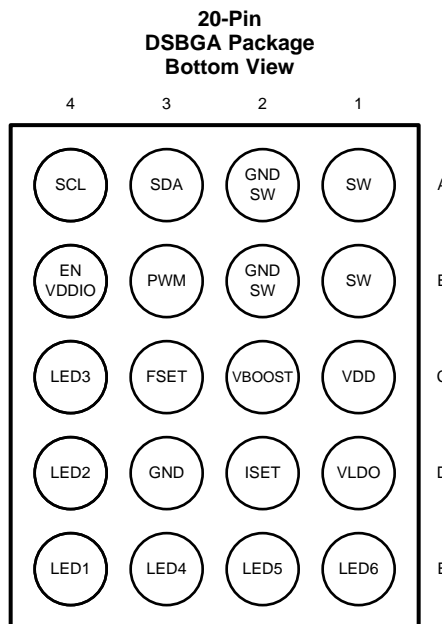 20-Pin
DSBGA Package
Bottom View
4 3 2 1
SCL SDA GND SW SW A
EN VDDIO PWM GND SW SW B
LED3 FSET VBOOST VDD C
LED2 GND ISET VLDO D
LED1 LED4 LED5 LED6 E